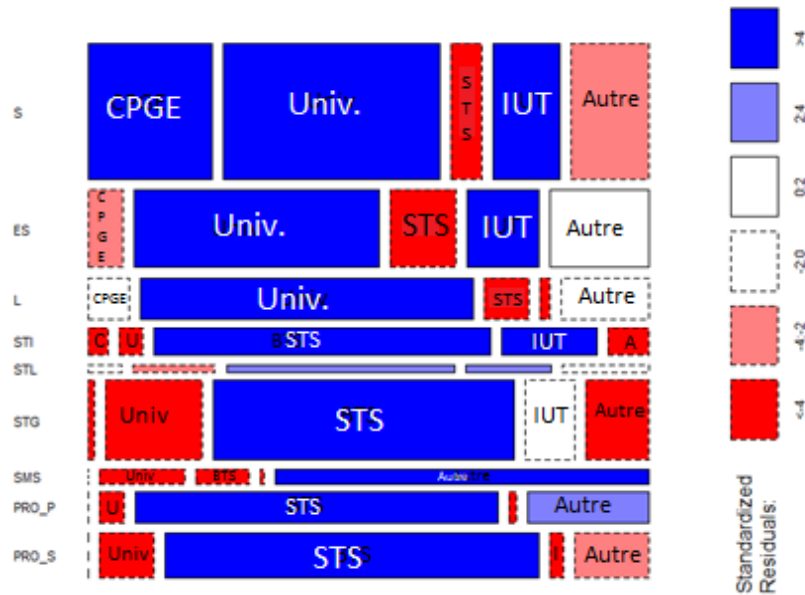 S CPGE Univ. STS IUT Autre
ES CPGE Univ. STS IUT Autre
L CPGE Univ. STS Autre
STI C U STS IUT A
STL
STG Univ STS IUT Autre
SMS Univ BTS Autre
PRO_P U STS Autre
PRO_S Univ STS I Autre
Standardized
Residuals:
<-4
-4:-2
-2:0
0:2
2:4
>4